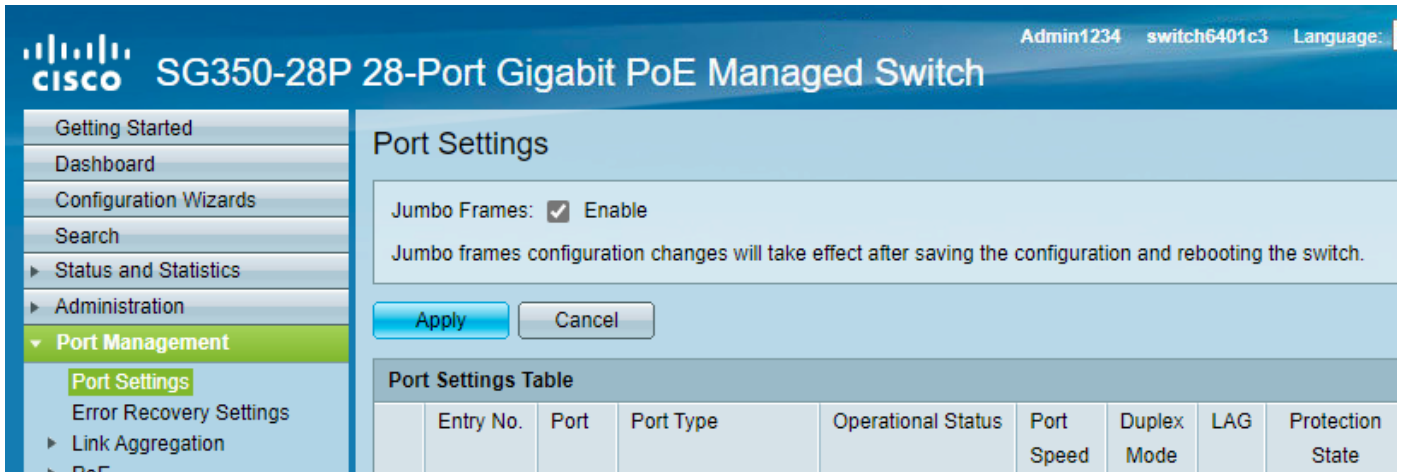 Admin1234 switch6401c3 Language:
CISCO SG350-28P 28-Port Gigabit PoE Managed Switch
Getting Started
Dashboard
Configuration Wizards
Search
Status and Statistics
Administration
Port Management
Port Settings
Error Recovery Settings
Link Aggregation
PoE
Port Settings
Jumbo Frames: Enable
Jumbo frames configuration changes will take effect after saving the configuration and rebooting the switch.
Apply Cancel
Port Settings Table
Entry No. Port Port Type Operational Status Port Duplex LAG Protection
Speed Mode State